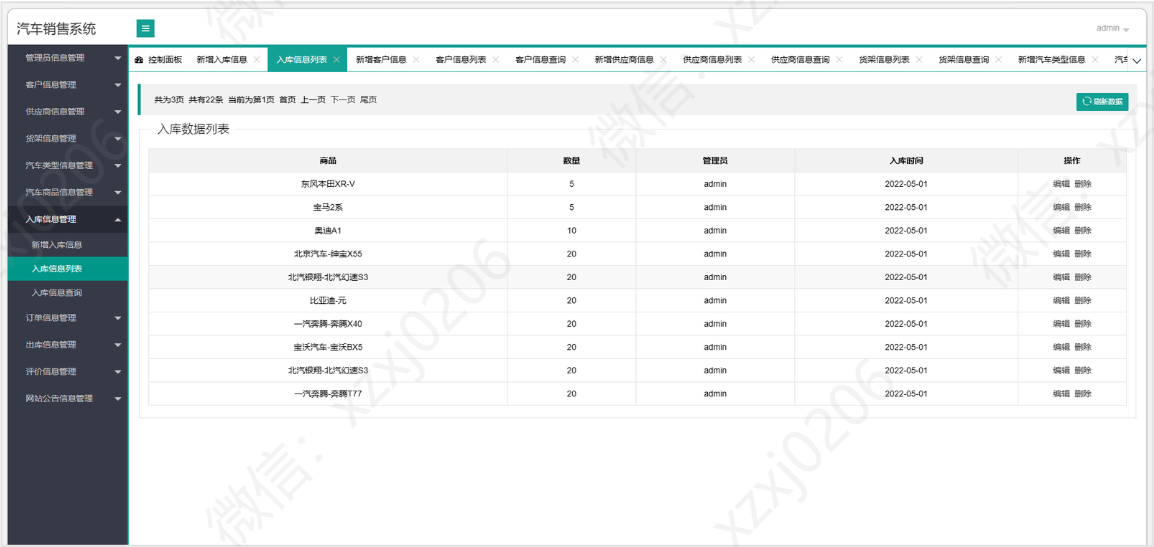 汽车销售系统
admin
控制面板 新增入库信息 入库信息列表 新增客户信息 客户信息列表 客户信息查询 新增供应商信息 供应商信息列表 供应商信息查询 货架信息列表 货架信息查询 新增汽车类型信息 汽车
管理员信息管理
客户信息管理
供应商信息管理
货架信息管理
汽车类型信息管理
汽车商品信息管理
入库信息管理
新增入库信息
入库信息列表
入库信息查询
订单信息管理
出库信息管理
评价信息管理
网站公告信息管理
共为3页 共有22条 当前为第1页 首页 上一页 下一页 尾页
刷新数据
入库数据列表
商品 数量 管理员 入库时间 操作
东风本田XR-V 5 admin 2022-05-01 编辑 删除
宝马2系 5 admin 2022-05-01 编辑 删除
奥迪A1 10 admin 2022-05-01 编辑 删除
北京汽车-绅宝X55 20 admin 2022-05-01 编辑 删除
北汽银翔-北汽幻速S3 20 admin 2022-05-01 编辑 删除
比亚迪-元 20 admin 2022-05-01 编辑 删除
一汽奔腾-奔腾X40 20 admin 2022-05-01 编辑 删除
宝沃汽车-宝沃BX5 20 admin 2022-05-01 编辑 删除
北汽银翔-北汽幻速S3 20 admin 2022-05-01 编辑 删除
一汽奔腾-奔腾T77 20 admin 2022-05-01 编辑 删除
微信：xzxj0206
微信：xzxj0206